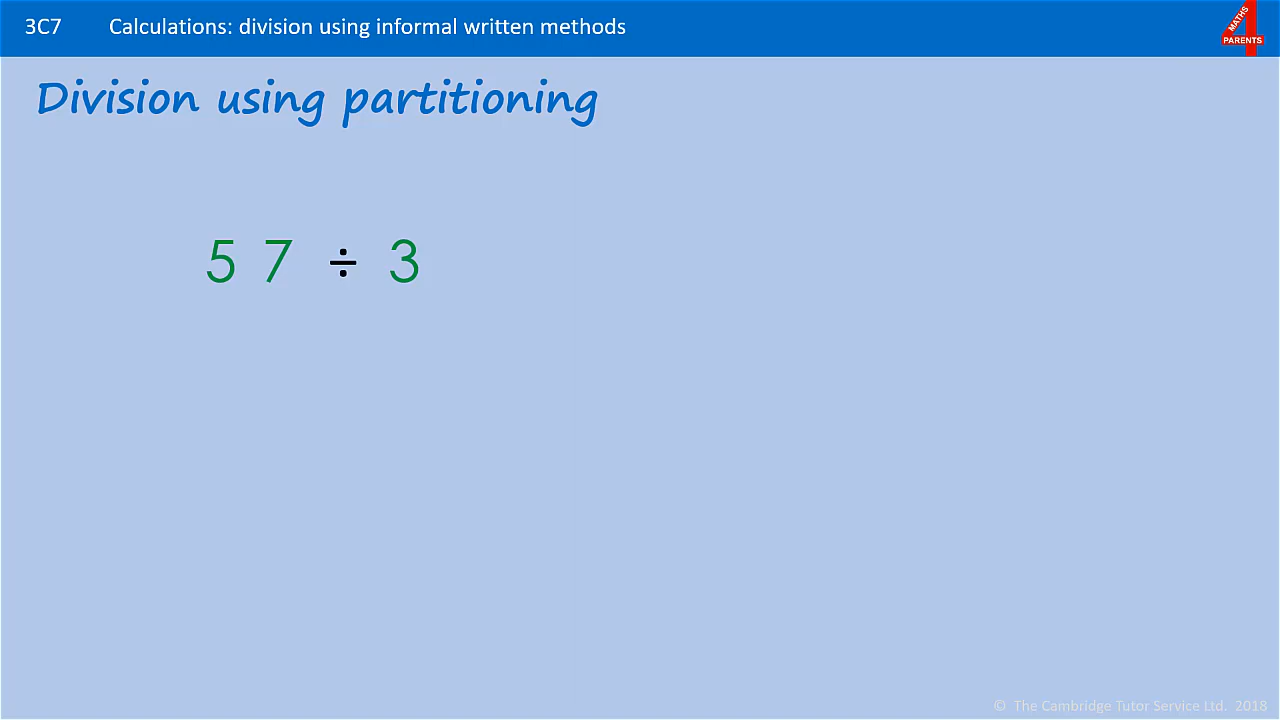 3C7 Calculations: division using informal written methods
MATHS
4
PARENTS
Division using partitioning
5 7 ÷ 3
© The Cambridge Tutor Service Ltd. 2018